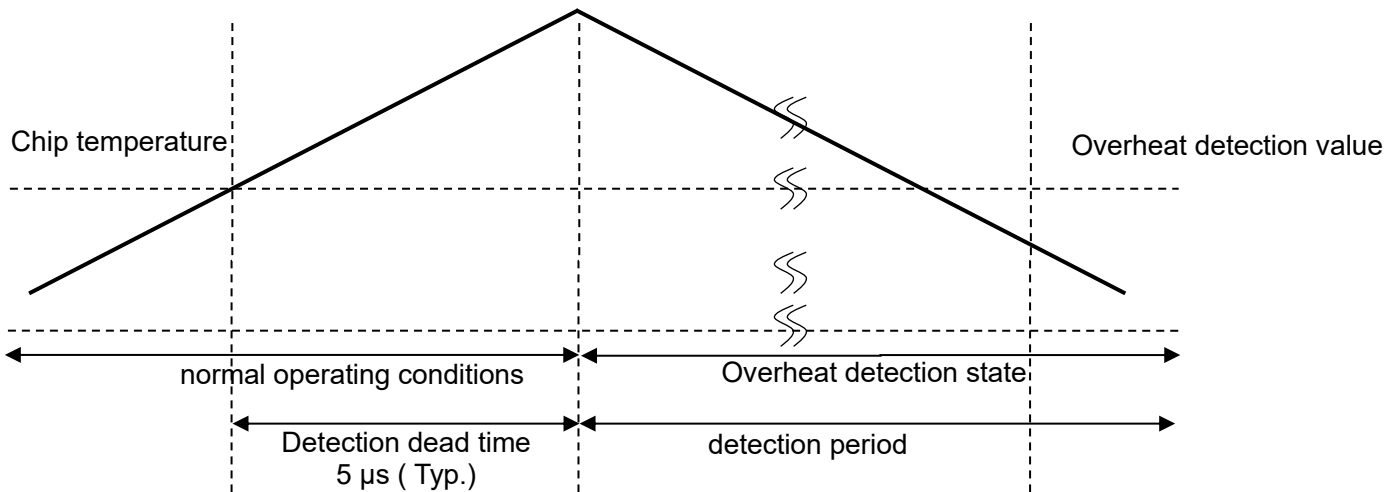 Chip temperature
Overheat detection value
normal operating conditions
Overheat detection state
Detection dead time
5 µs ( Typ.)
detection period